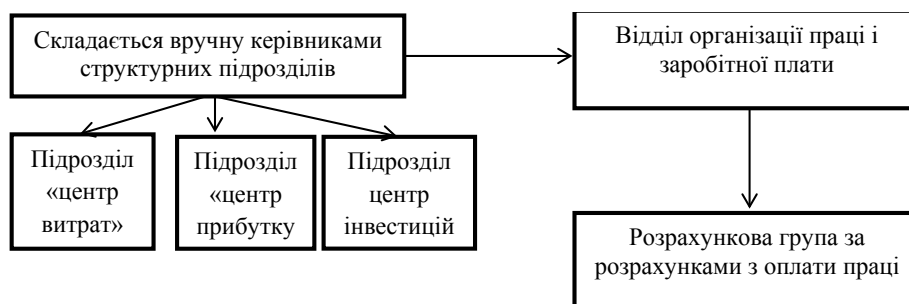 Складається вручну керівниками
структурних підрозділів
Відділ організації праці і
заробітної плати
Підрозділ
«центр
витрат»
Підрозділ
«центр
прибутку
Підрозділ
центр
інвестицій
Розрахункова група за
розрахунками з оплати праці